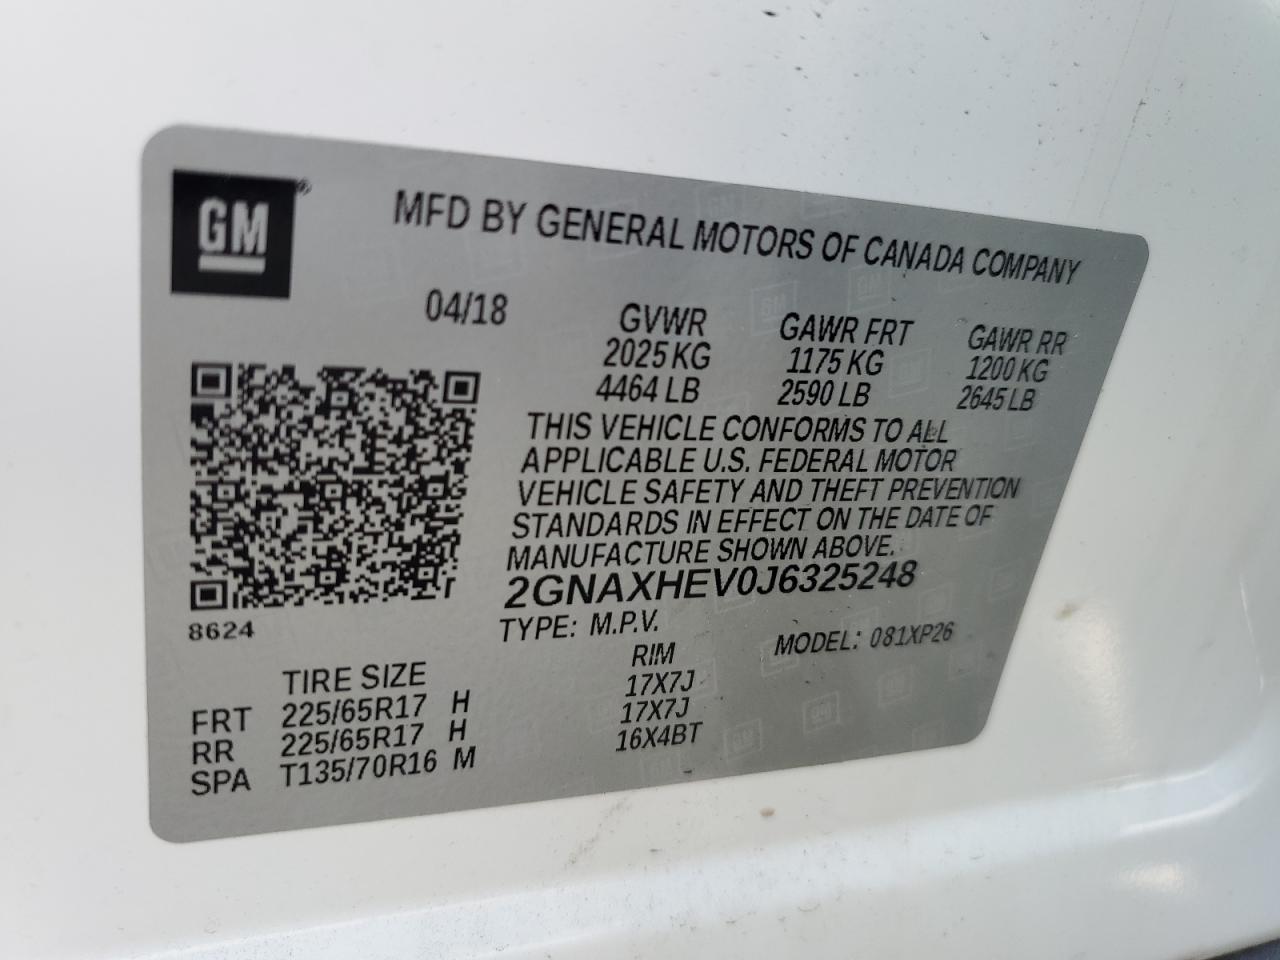 GM®
MFD BY GENERAL MOTORS OF CANADA COMPANY
04/18
GVWR GAWR FRT GAWR RR
2025 KG 1175 KG 1200 KG
4464 LB 2590 LB 2645 LB
THIS VEHICLE CONFORMS TO ALL
APPLICABLE U.S. FEDERAL MOTOR
VEHICLE SAFETY AND THEFT PREVENTION
STANDARDS IN EFFECT ON THE DATE OF
MANUFACTURE SHOWN ABOVE.
2GNAXHEV0J6325248
8624
TYPE: M.P.V. MODEL: 081XP26
TIRE SIZE RIM
FRT 225/65R17 H 17X7J
RR 225/65R17 H 17X7J
SPA T135/70R16 M 16X4BT